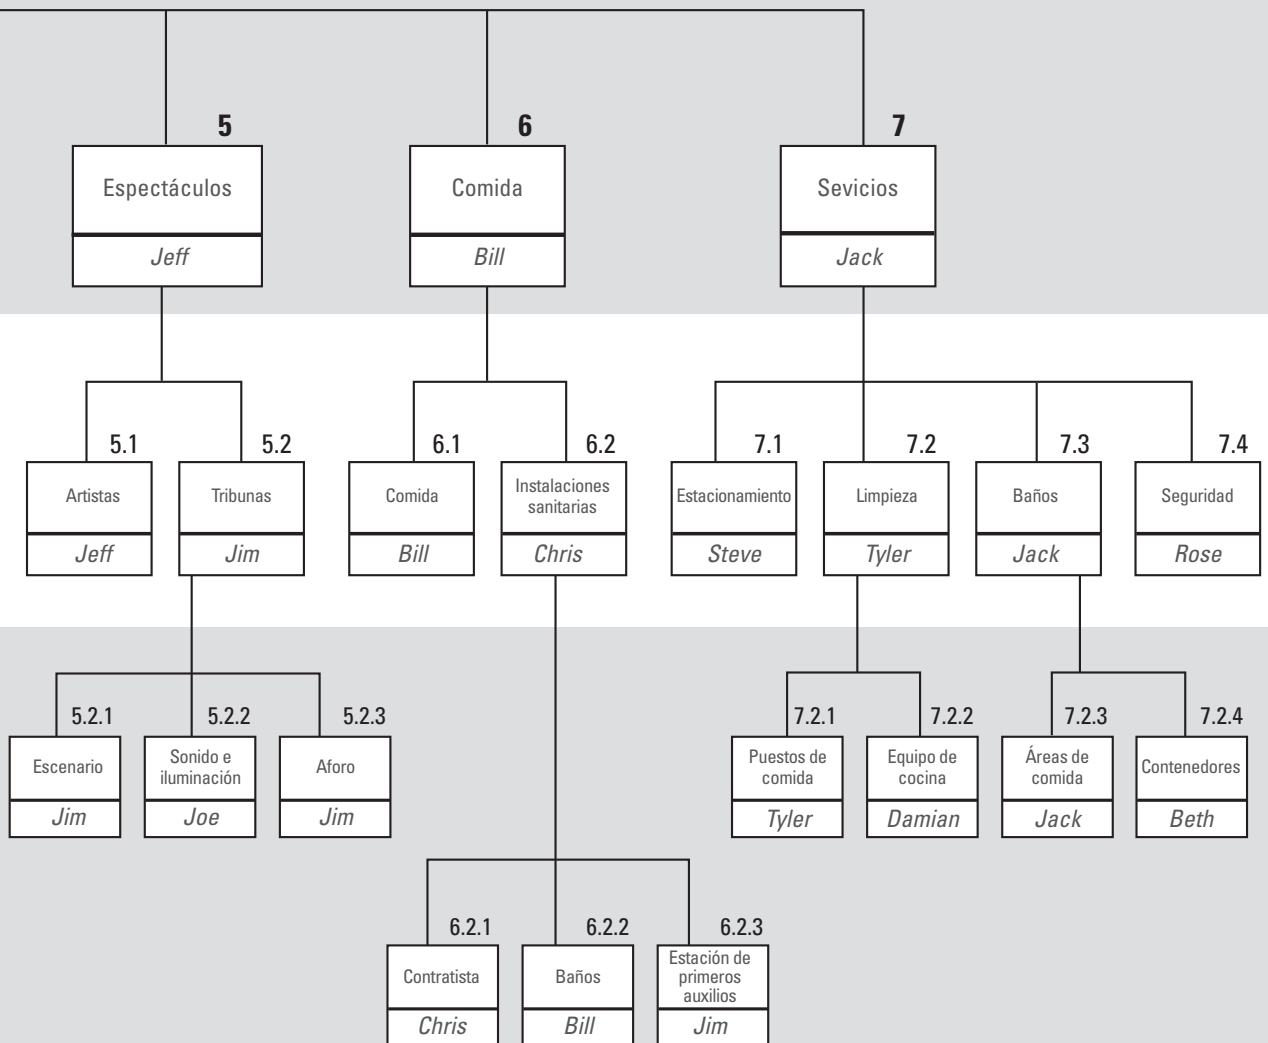 5
Espectáculos
Jeff
6
Comida
Bill
7
Sevicios
Jack
5.1
Artistas
Jeff
5.2
Tribunas
Jim
6.1
Comida
Bill
6.2
Instalaciones
sanitarias
Chris
7.1
Estacionamiento
Steve
7.2
Limpieza
Tyler
7.3
Baños
Jack
7.4
Seguridad
Rose
5.2.1
Escenario
Jim
5.2.2
Sonido e
iluminación
Joe
5.2.3
Aforo
Jim
7.2.1
Puestos de
comida
Tyler
7.2.2
Equipo de
cocina
Damian
7.2.3
Áreas de
comida
Jack
7.2.4
Contenedores
Beth
6.2.1
Contratista
Chris
6.2.2
Baños
Bill
6.2.3
Estación de
primeros
auxilios
Jim